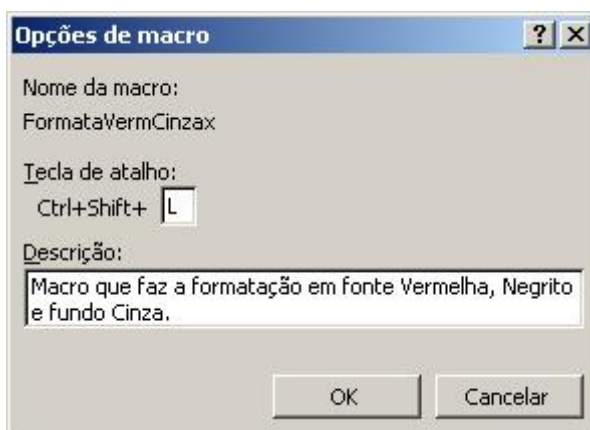 Opções de macro
Nome da macro:
FormataVermCinzax
Tecla de atalho:
Ctrl+Shift+ L
Descrição:
Macro que faz a formatação em fonte Vermelha, Negrito
e fundo Cinza.
OK Cancelar